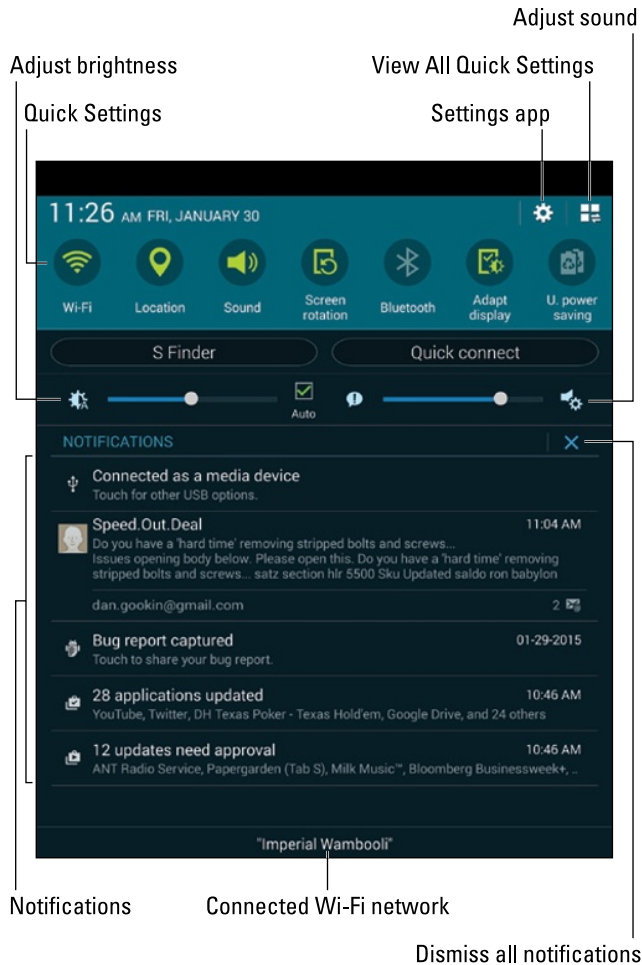 Adjust sound
Adjust brightness
View All Quick Settings
Quick Settings
Settings app
11:26 AM FRI, JANUARY 30
Wi-Fi
Location
Sound
Screen
rotation
Bluetooth
Adapt
display
U. power
saving
S Finder
Quick connect
A
Auto
NOTIFICATIONS
Connected as a media device
Touch for other USB options.
Speed.Out.Deal 11:04 AM
Do you have a 'hard time' removing stripped bolts and screws...
Issues opening body below. Please open this. Do you have a 'hard time' removing
stripped bolts and screws... satz section hlr 5500 Sku Updated saldo ron babylon
dan.gookin@gmail.com 2
Bug report captured 01-29-2015
Touch to share your bug report.
28 applications updated 10:46 AM
YouTube, Twitter, DH Texas Poker - Texas Hold'em, Google Drive, and 24 others
12 updates need approval 10:46 AM
ANT Radio Service, Papergarden (Tab S), Milk Music™, Bloomberg Businessweek+, ..
"Imperial Wambooli"
Notifications
Connected Wi-Fi network
Dismiss all notifications